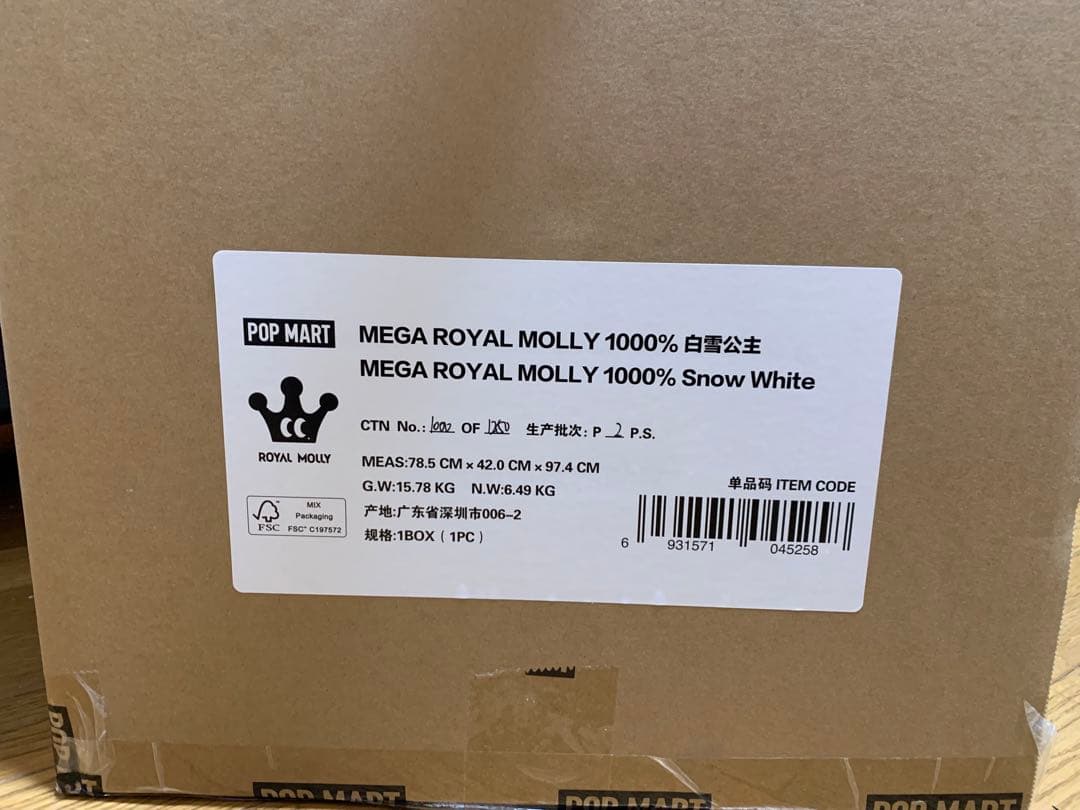 POP MART
MEGA ROYAL MOLLY 1000% 白雪公主
MEGA ROYAL MOLLY 1000% Snow White
CC
ROYAL MOLLY
CTN No.: 1000 OF 1250 生产批次: P 2 P.S.
MEAS:78.5 CM × 42.0 CM × 97.4 CM
G.W:15.78 KG N.W:6.49 KG
产地:广东省深圳市006-2
规格:1BOX（1PC）
FSC
MIX
Packaging
FSC® C197572
单品码 ITEM CODE
6 931571 045258
POP MART
POP MART
POP MART